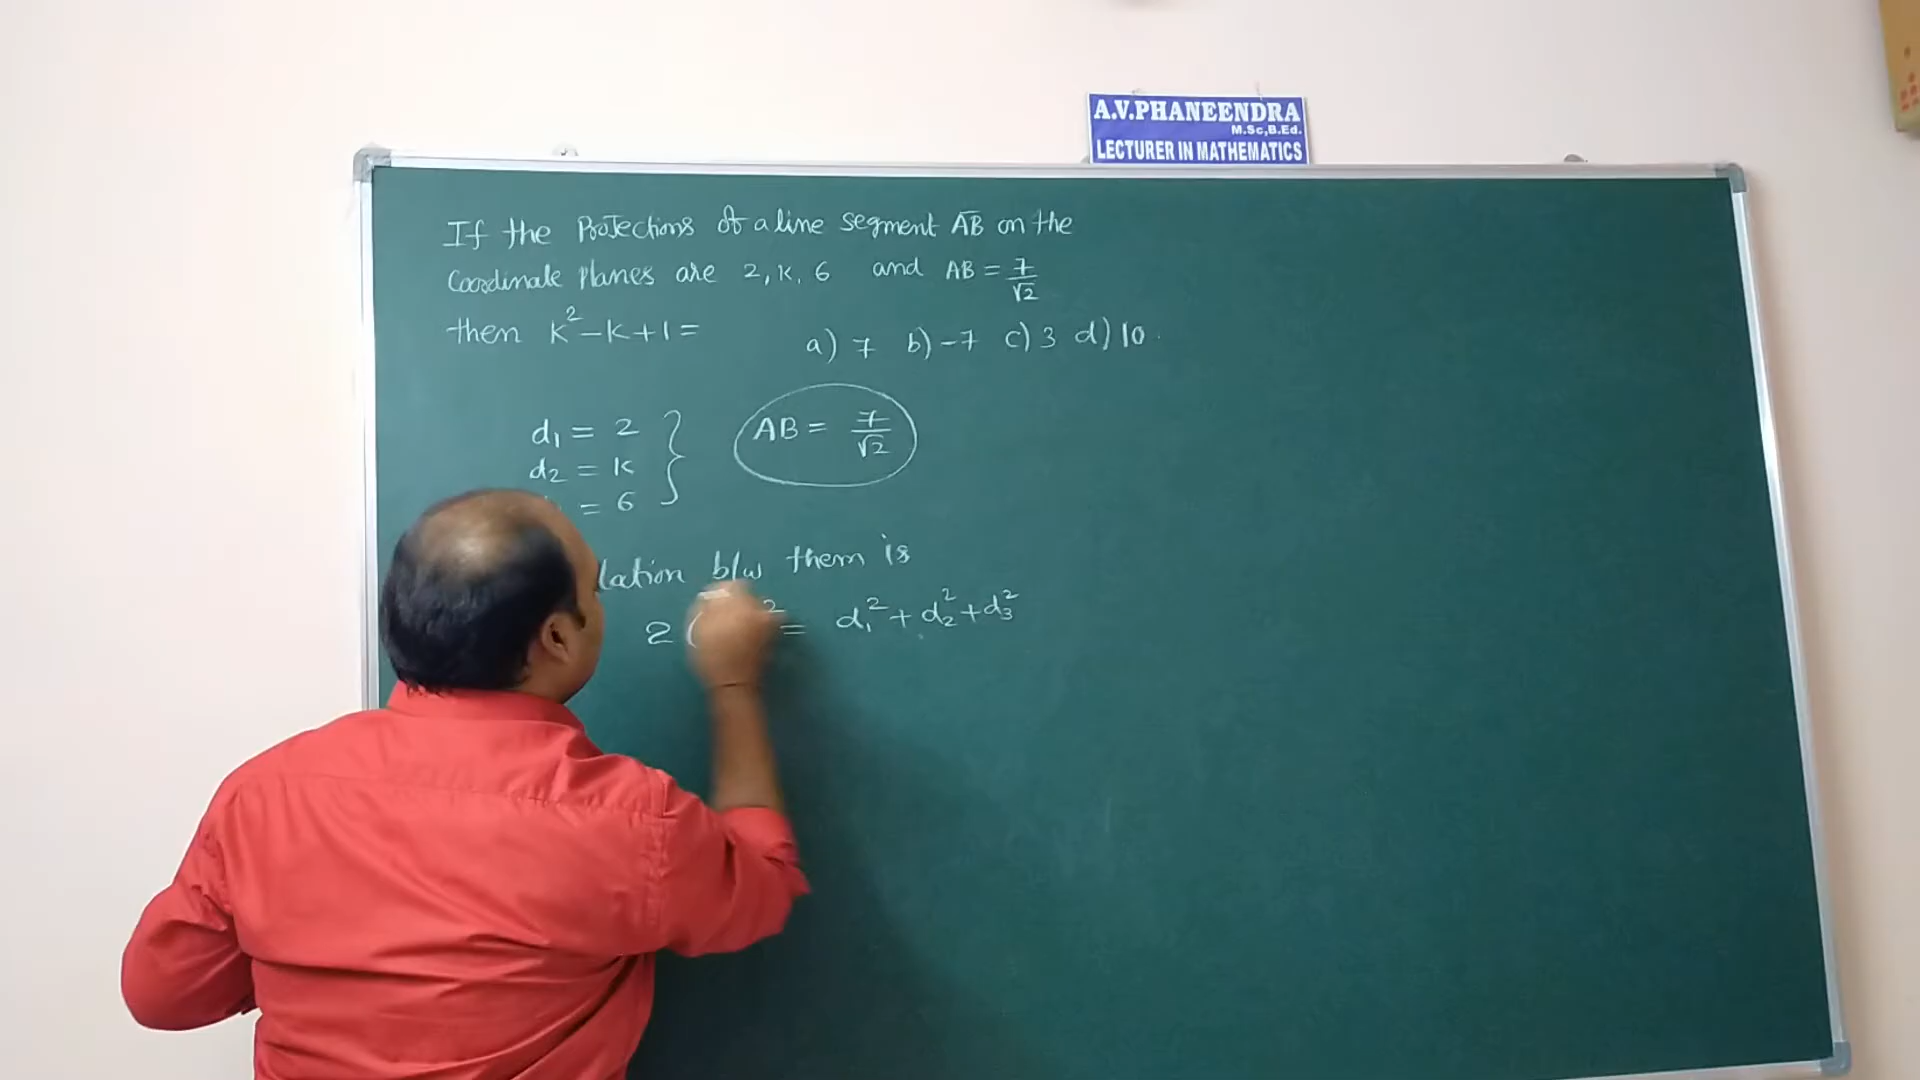 A.V.PHANEENDRA
M.Sc,B.Ed.
LECTURER IN MATHEMATICS
If the Projections of a line segment A̅B̅ on the
Coordinate Planes are 2, k, 6 and AB = 7/√2
then k² - k + 1 =
a) 7 b) -7 c) 3 d) 10.
d₁ = 2
d₂ = k
= 6
AB = 7/√2
lation b/w them is
2 ( ² = d₁² + d₂² + d₃²